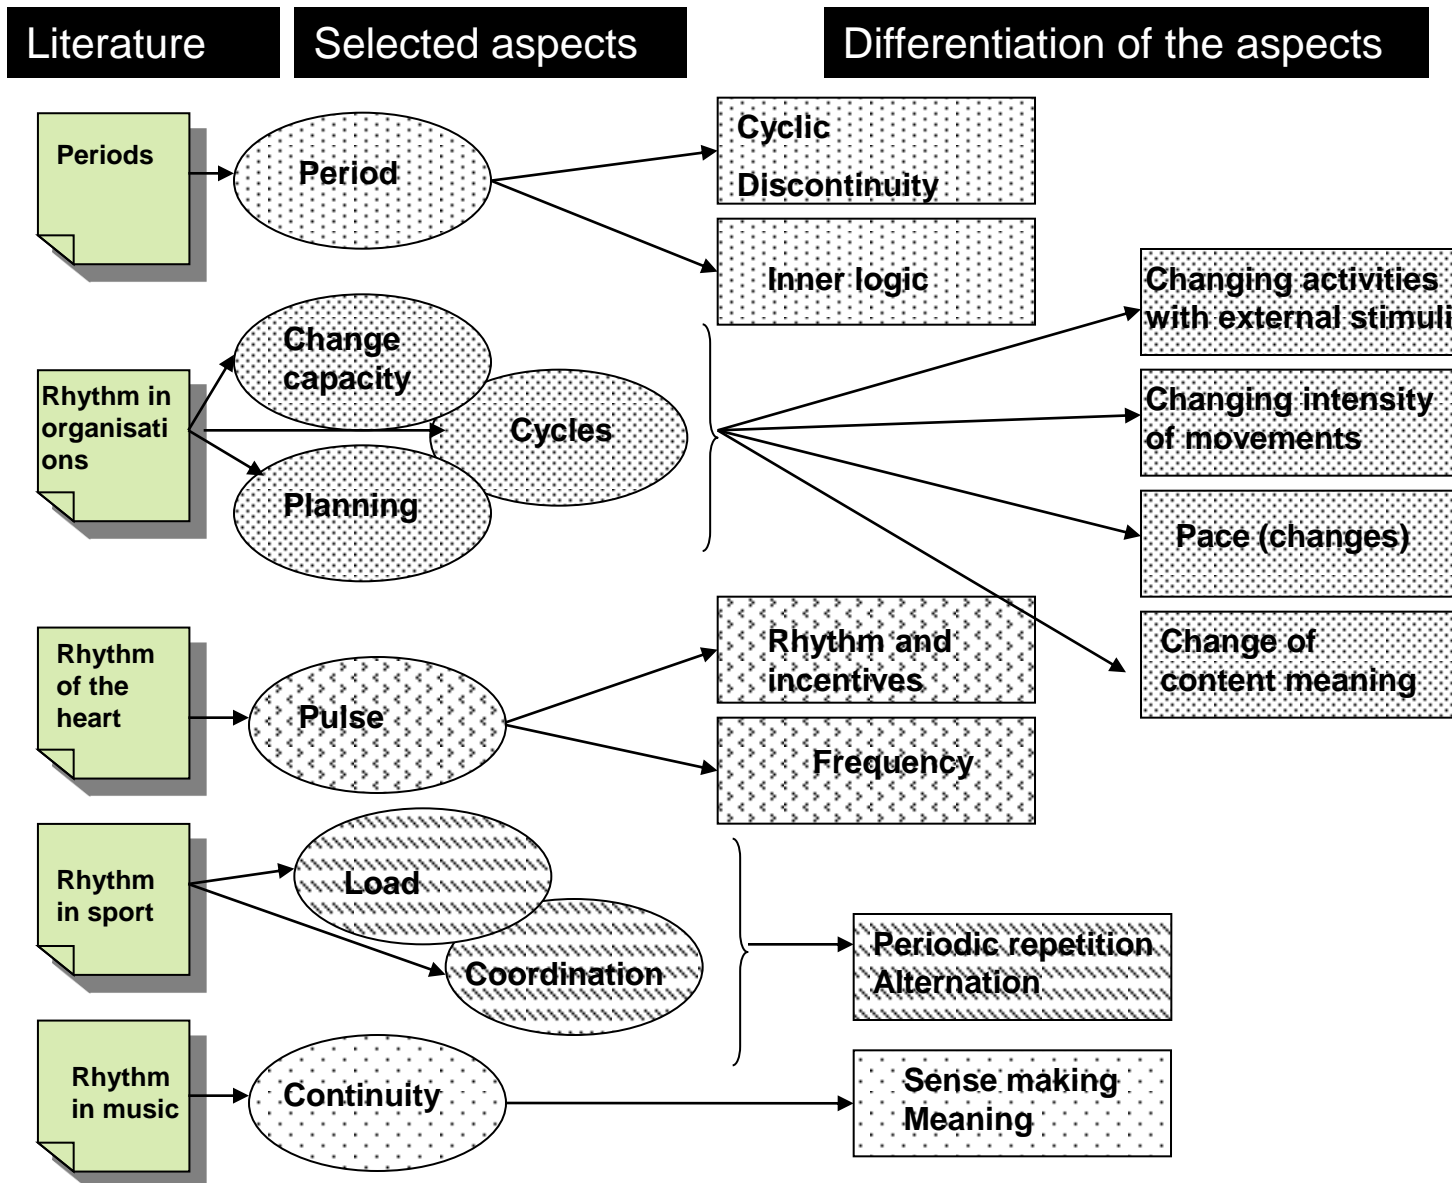 Literature
Selected aspects
Differentiation of the aspects
Periods
Period
Cyclic
Discontinuity
Inner logic
Rhythm in
organisati
ons
Change
capacity
Cycles
Planning
Changing activities
with external stimuli
Changing intensity
of movements
Pace (changes)
Change of
content meaning
Rhythm
of the
heart
Pulse
Rhythm and
incentives
Frequency
Rhythm
in sport
Load
Coordination
Periodic repetition
Alternation
Rhythm
in music
Continuity
Sense making
Meaning